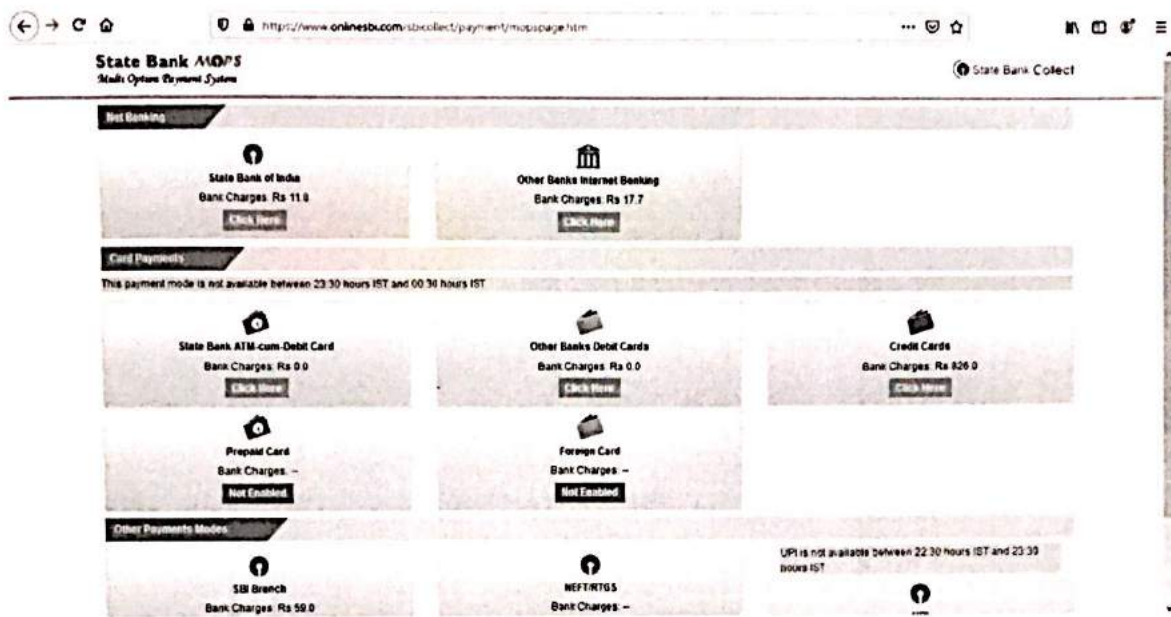 https://www.onlinesbi.com/sbicollect/payment/mopspage.htm
State Bank MOPS
Multi Option Payment System
State Bank Collect
Net Banking
State Bank of India
Bank Charges: Rs 11.8
Click Here
Other Banks Internet Banking
Bank Charges: Rs 17.7
Click Here
Card Payments
This payment mode is not available between 23:30 hours IST and 00:30 hours IST
State Bank ATM-cum-Debit Card
Bank Charges: Rs 0.0
Click Here
Other Banks Debit Cards
Bank Charges: Rs 0.0
Click Here
Credit Cards
Bank Charges: Rs 826.0
Click Here
Prepaid Card
Bank Charges: --
Not Enabled
Foreign Card
Bank Charges: --
Not Enabled
Other Payments Modes
SBI Branch
Bank Charges: Rs 59.0
NEFT/RTGS
Bank Charges: --
UPI is not available between 22:30 hours IST and 23:30
hours IST